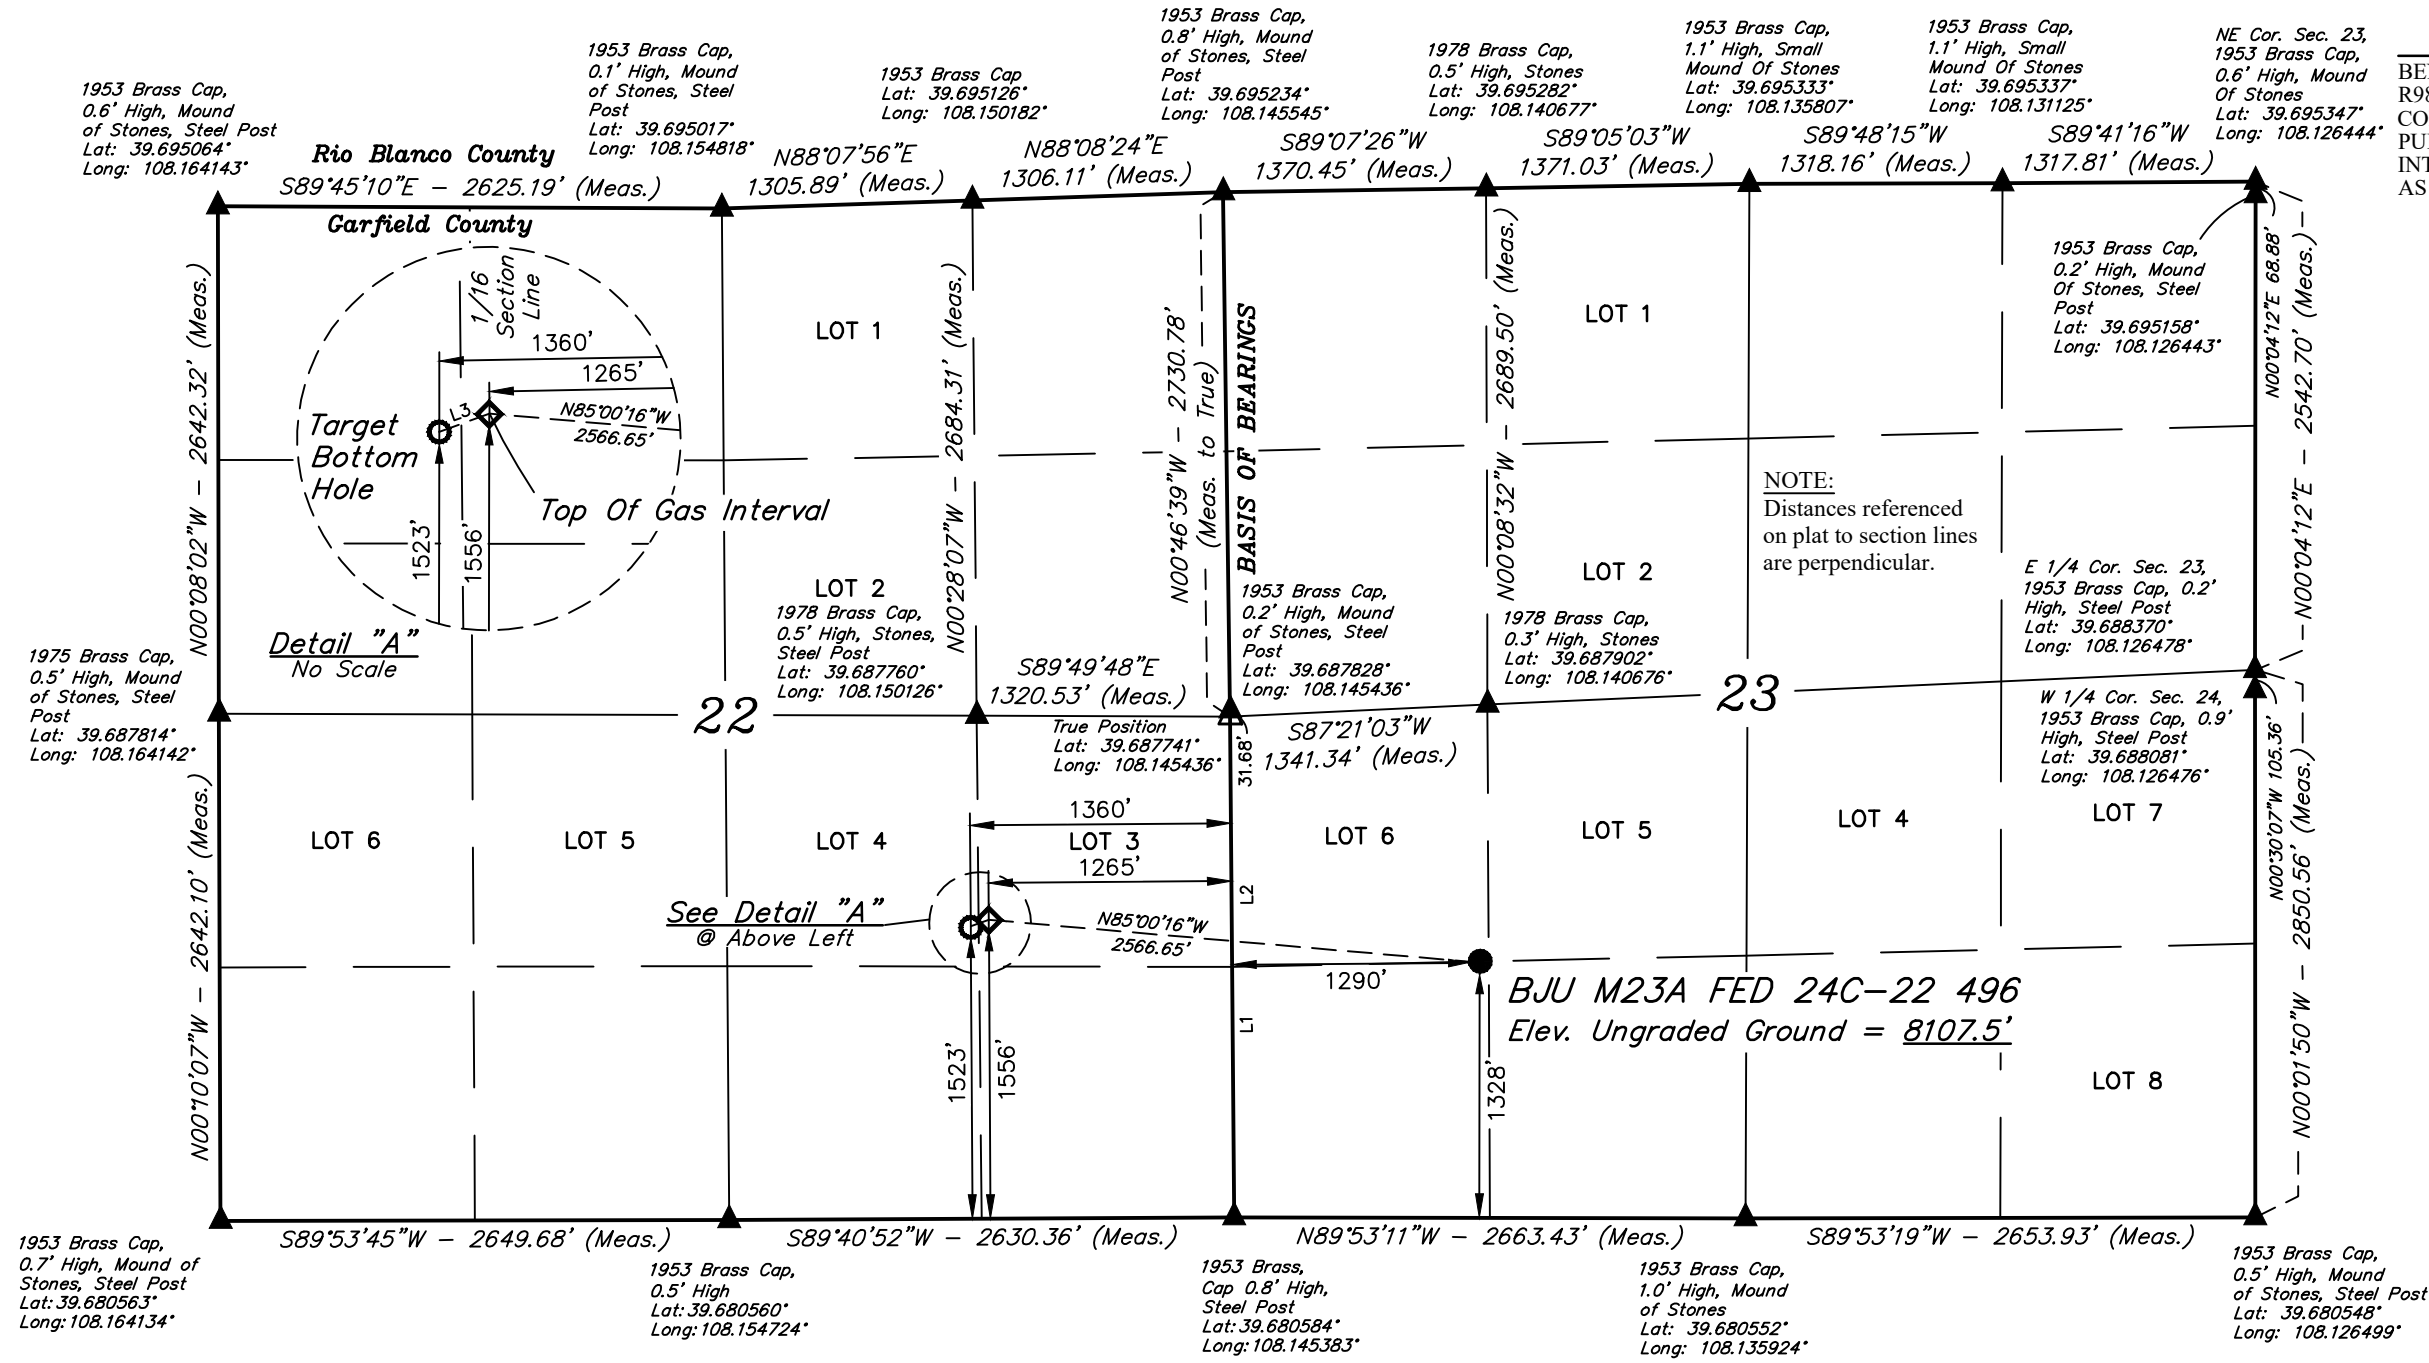 1953 Brass Cap,
0.6' High, Mound
of Stones, Steel Post
Lat: 39.695064°
Long: 108.164143°
1953 Brass Cap,
0.1' High, Mound
of Stones, Steel
Post
Lat: 39.695017°
Long: 108.154818°
1953 Brass Cap
Lat: 39.695126°
Long: 108.150182°
1953 Brass Cap,
0.8' High, Mound
of Stones, Steel
Post
Lat: 39.695234°
Long: 108.145545°
1978 Brass Cap,
0.5' High, Stones
Lat: 39.695282°
Long: 108.140677°
1953 Brass Cap,
1.1' High, Small
Mound Of Stones
Lat: 39.695333°
Long: 108.135807°
1953 Brass Cap,
1.1' High, Small
Mound Of Stones
Lat: 39.695337°
Long: 108.131125°
NE Cor. Sec. 23,
1953 Brass Cap,
0.6' High, Mound
Of Stones
Lat: 39.695347°
Long: 108.126444°
Rio Blanco County
S89°45'10"E – 2625.19' (Meas.)
Garfield County
N88°07'56"E
1305.89' (Meas.)
N88°08'24"E
1306.11' (Meas.)
S89°07'26"W
1370.45' (Meas.)
S89°05'03"W
1371.03' (Meas.)
S89°48'15"W
1318.16' (Meas.)
S89°41'16"W
1317.81' (Meas.)
N00°08'02"W – 2642.32' (Meas.)
1/16
Section
Line
1360'
1265'
L3
N85°00'16"W
2566.65'
Target
Bottom
Hole
Top Of Gas Interval
1523'
1556'
Detail "A"
No Scale
LOT 1
LOT 2
N00°28'07"W – 2684.31' (Meas.)
N00°46'39"W – 2730.78'
(Meas. to True)
BASIS OF BEARINGS
N00°08'32"W – 2689.50' (Meas.)
LOT 1
LOT 2
NOTE:
Distances referenced
on plat to section lines
are perpendicular.
1953 Brass Cap,
0.2' High, Mound
Of Stones, Steel
Post
Lat: 39.695158°
Long: 108.126443°
N00°04'12"E 68.88'
N00°04'12"E – 2542.70' (Meas.)
1975 Brass Cap,
0.5' High, Mound
of Stones, Steel
Post
Lat: 39.687814°
Long: 108.164142°
1978 Brass Cap,
0.5' High, Stones,
Steel Post
Lat: 39.687760°
Long: 108.150126°
S89°49'48"E
1320.53' (Meas.)
1953 Brass Cap,
0.2' High, Mound
of Stones, Steel
Post
Lat: 39.687828°
Long: 108.145436°
1978 Brass Cap,
0.3' High, Stones
Lat: 39.687902°
Long: 108.140676°
E 1/4 Cor. Sec. 23,
1953 Brass Cap, 0.2'
High, Steel Post
Lat: 39.688370°
Long: 108.126478°
22
23
True Position
Lat: 39.687741°
Long: 108.145436°
31.68'
S87°21'03"W
1341.34' (Meas.)
W 1/4 Cor. Sec. 24,
1953 Brass Cap, 0.9'
High, Steel Post
Lat: 39.688081°
Long: 108.126476°
N00°30'07"W 105.36'
N00°10'07"W – 2642.10' (Meas.)
LOT 6
LOT 5
LOT 4
1360'
LOT 3
1265'
LOT 6
LOT 5
LOT 4
LOT 7
See Detail "A"
@ Above Left
L2
N85°00'16"W
2566.65'
1290'
L1
BJU M23A FED 24C-22 496
Elev. Ungraded Ground = 8107.5'
1523'
1556'
1328'
LOT 8
N00°01'50"W – 2850.56' (Meas.)
S89°53'45"W – 2649.68' (Meas.)
S89°40'52"W – 2630.36' (Meas.)
N89°53'11"W – 2663.43' (Meas.)
S89°53'19"W – 2653.93' (Meas.)
1953 Brass Cap,
0.7' High, Mound of
Stones, Steel Post
Lat: 39.680563°
Long: 108.164134°
1953 Brass Cap,
0.5' High
Lat: 39.680560°
Long: 108.154724°
1953 Brass,
Cap 0.8' High,
Steel Post
Lat: 39.680584°
Long: 108.145383°
1953 Brass Cap,
1.0' High, Mound
of Stones
Lat: 39.680552°
Long: 108.135924°
1953 Brass Cap,
0.5' High, Mound
of Stones, Steel Post
Lat: 39.680548°
Long: 108.126499°